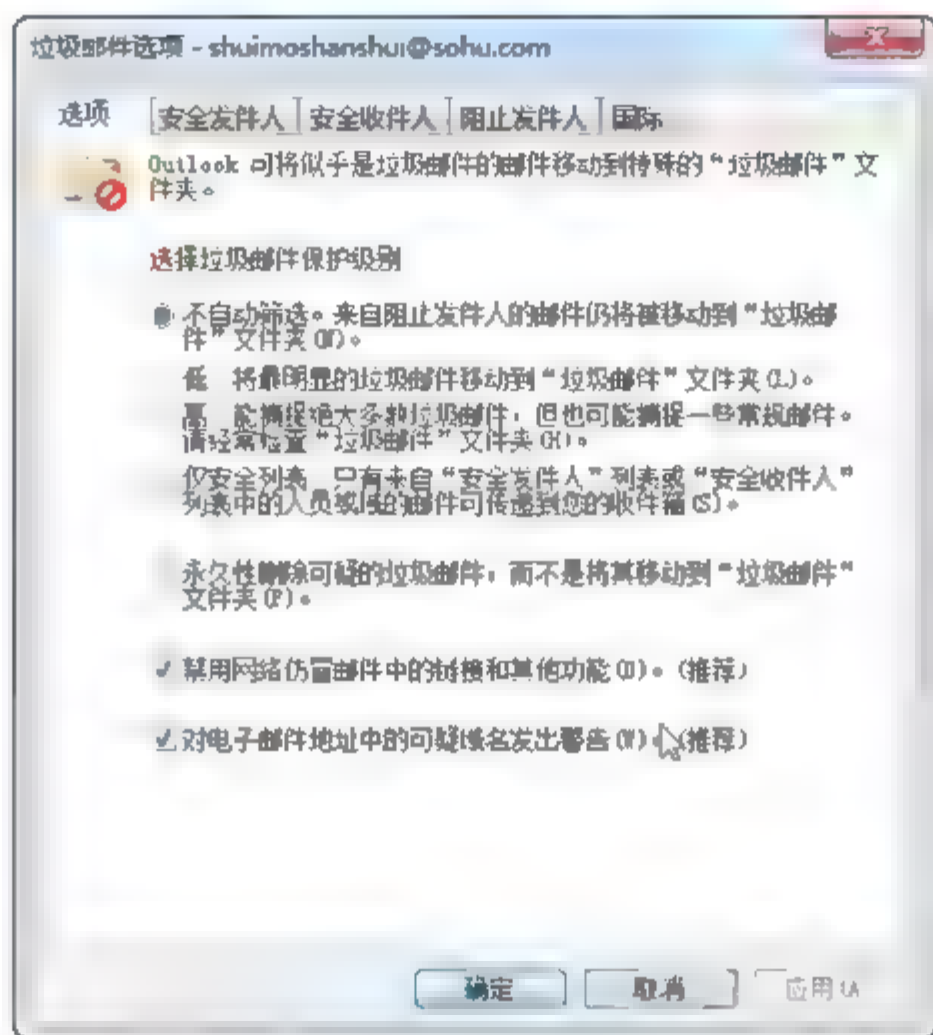 垃圾邮件选项 - shuimoshanshui@sohu.com
选项 安全发件人 安全收件人 阻止发件人 国际
Outlook 可将似乎是垃圾邮件的邮件移动到特殊的“垃圾邮件”文
件夹。
选择垃圾邮件保护级别
不自动筛选。来自阻止发件人的邮件仍将被移动到“垃圾邮
件”文件夹(N)。
低 将最明显的垃圾邮件移动到“垃圾邮件”文件夹(L)。
高 能捕捉绝大多数垃圾邮件，但也可能捕捉一些常规邮件。
请经常检查“垃圾邮件”文件夹(H)。
仅安全列表 只有来自“安全发件人”列表或“安全收件人”
列表中的人员或域的邮件可传递到您的收件箱(S)。
永久性删除可疑的垃圾邮件，而不是将其移动到“垃圾邮件”
文件夹(P)。
禁用网络仿冒邮件中的链接和其他功能(I)。(推荐)
对电子邮件地址中的可疑域名发出警告(W)。(推荐)
确定 取消 应用(A